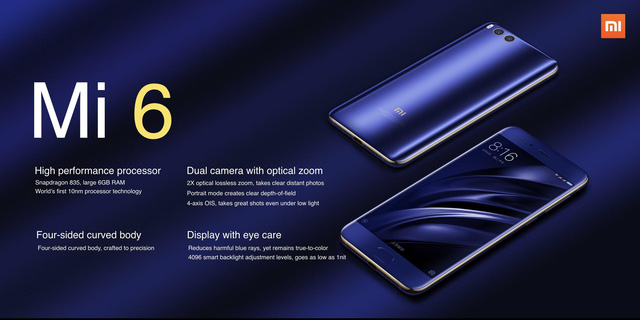 mi
Mi 6
High performance processor
Snapdragon 835, large 6GB RAM
World's first 10nm processor technology
Dual camera with optical zoom
2X optical lossless zoom, takes clear distant photos
Portrait mode creates clear depth-of-field
4-axis OIS, takes great shots even under low light
Four-sided curved body
Four-sided curved body, crafted to precision
Display with eye care
Reduces harmful blue rays, yet remains true-to-color
4096 smart backlight adjustment levels, goes as low as 1nit
mi
8:16